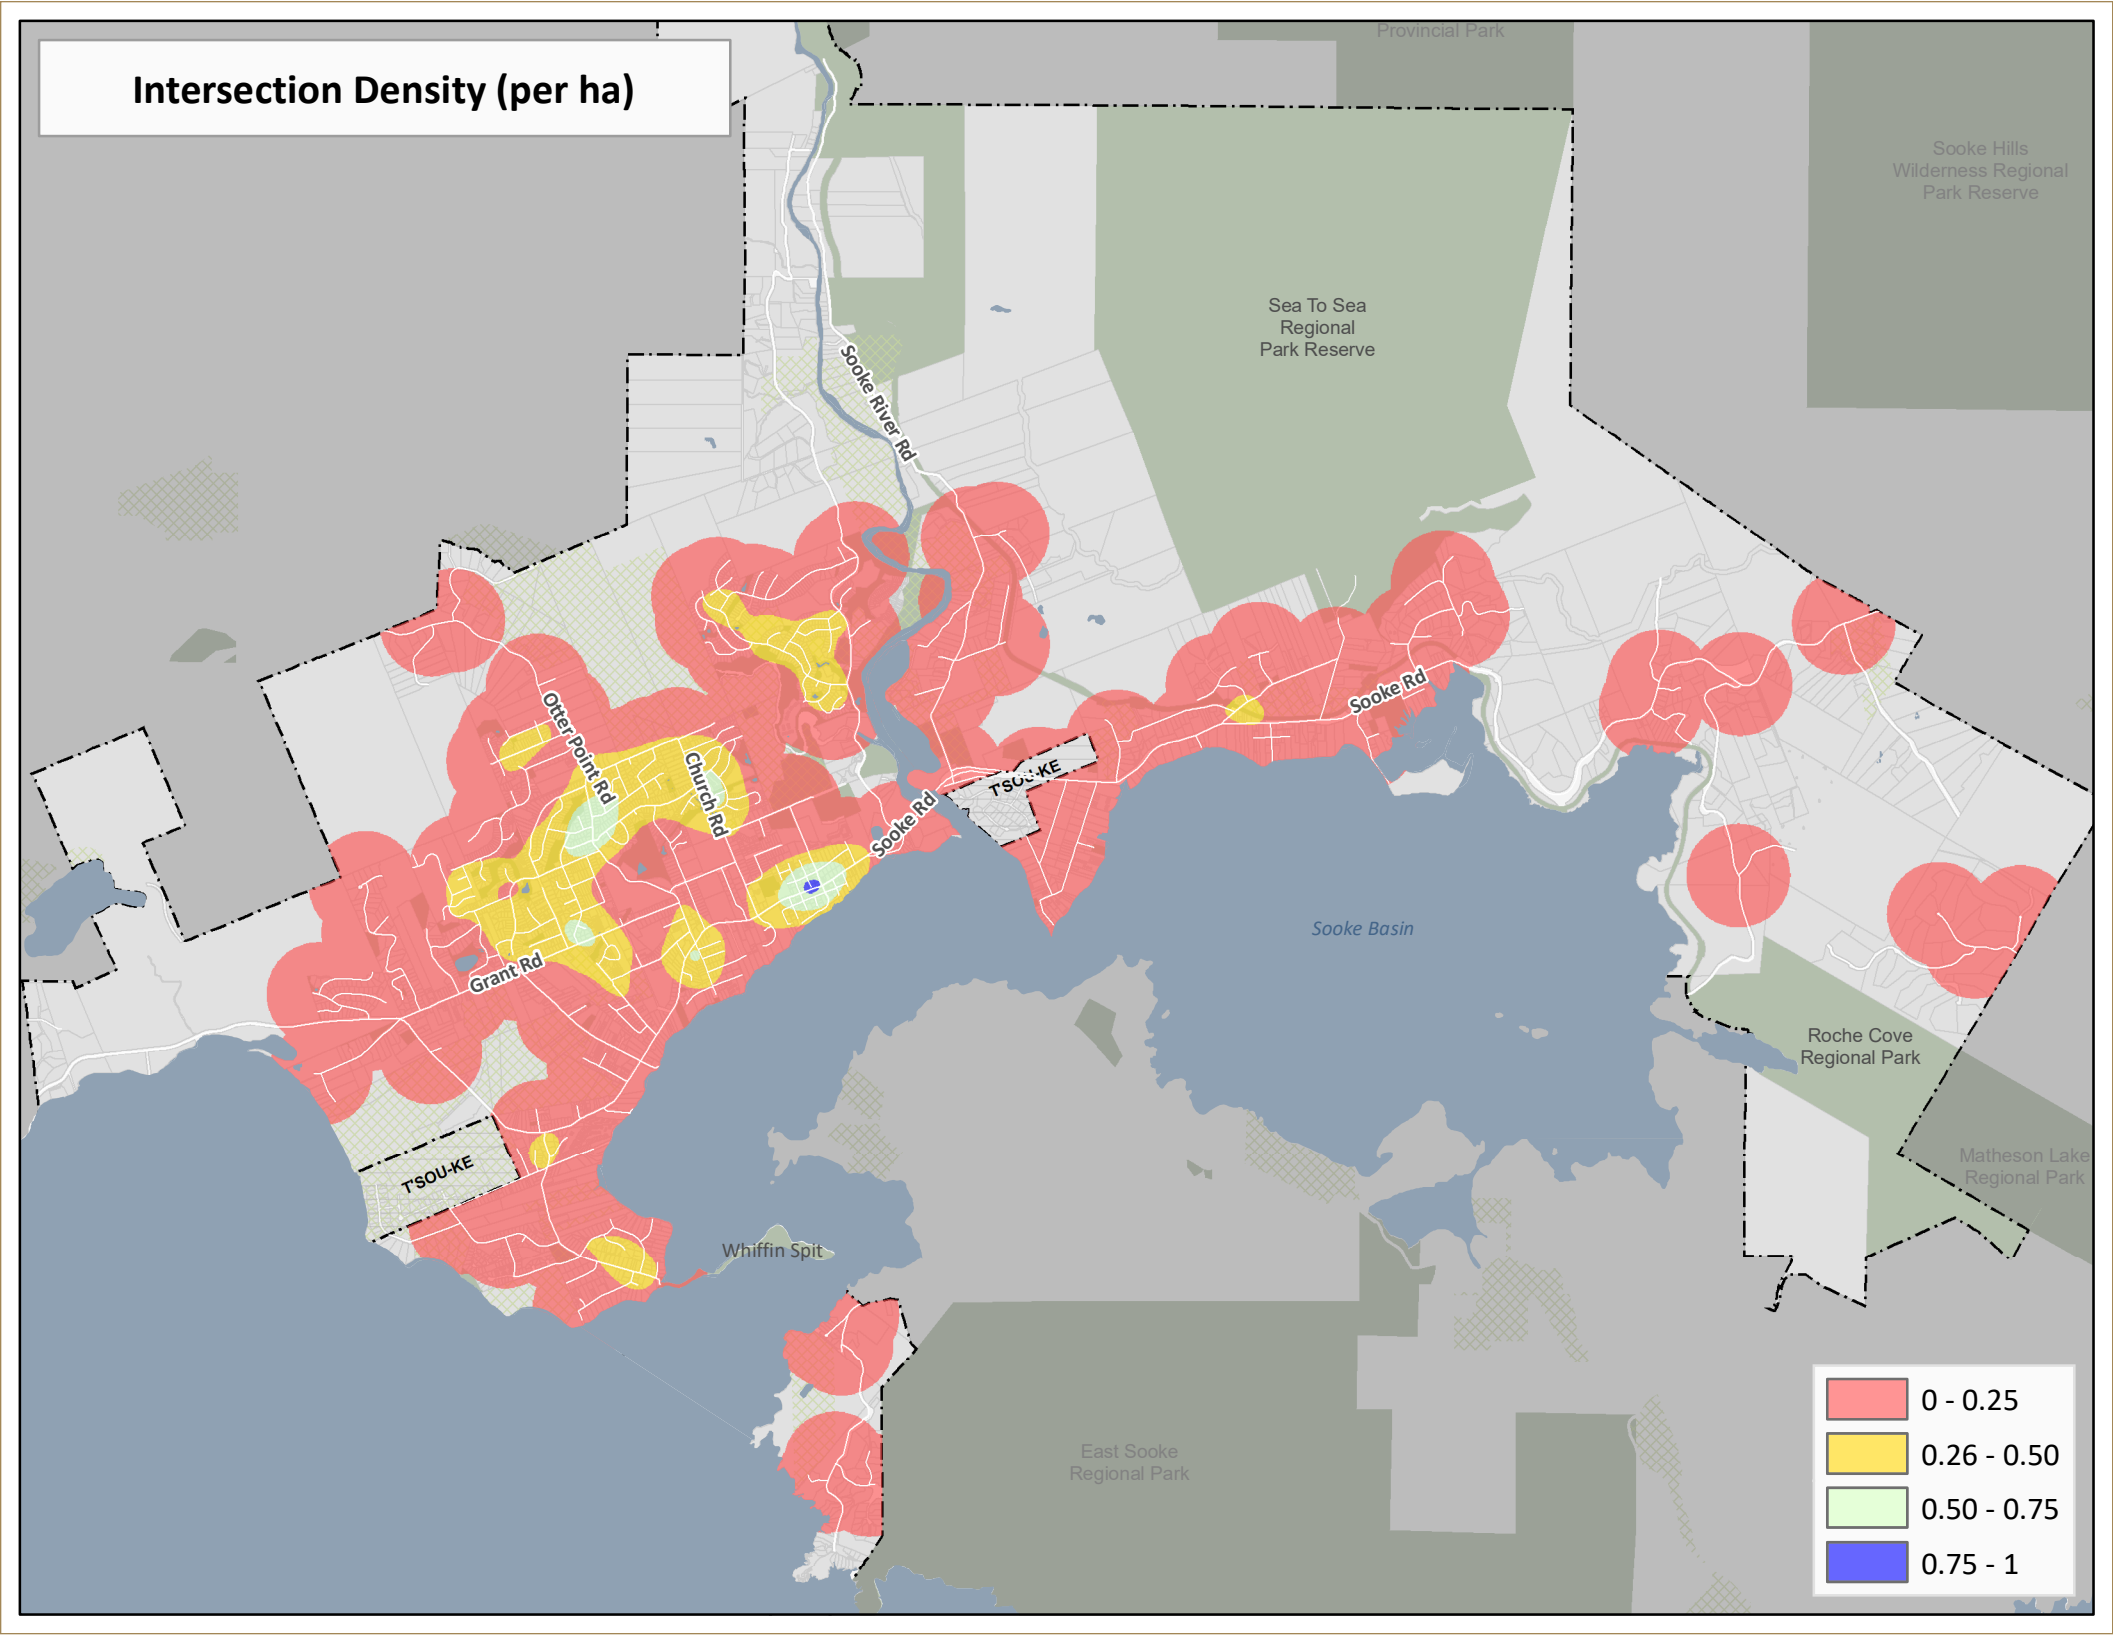 Provincial Park
Intersection Density (per ha)
Sooke Hills
Wilderness Regional
Park Reserve
Sea To Sea
Regional
Park Reserve
Sooke River Rd
Otter Point Rd
Church Rd
Sooke Rd
T'SOU-KE
Sooke Rd
Grant Rd
Sooke Basin
Roche Cove
Regional Park
T'SOU-KE
Matheson Lake
Regional Park
Whiffin Spit
East Sooke
Regional Park
0 - 0.25
0.26 - 0.50
0.50 - 0.75
0.75 - 1